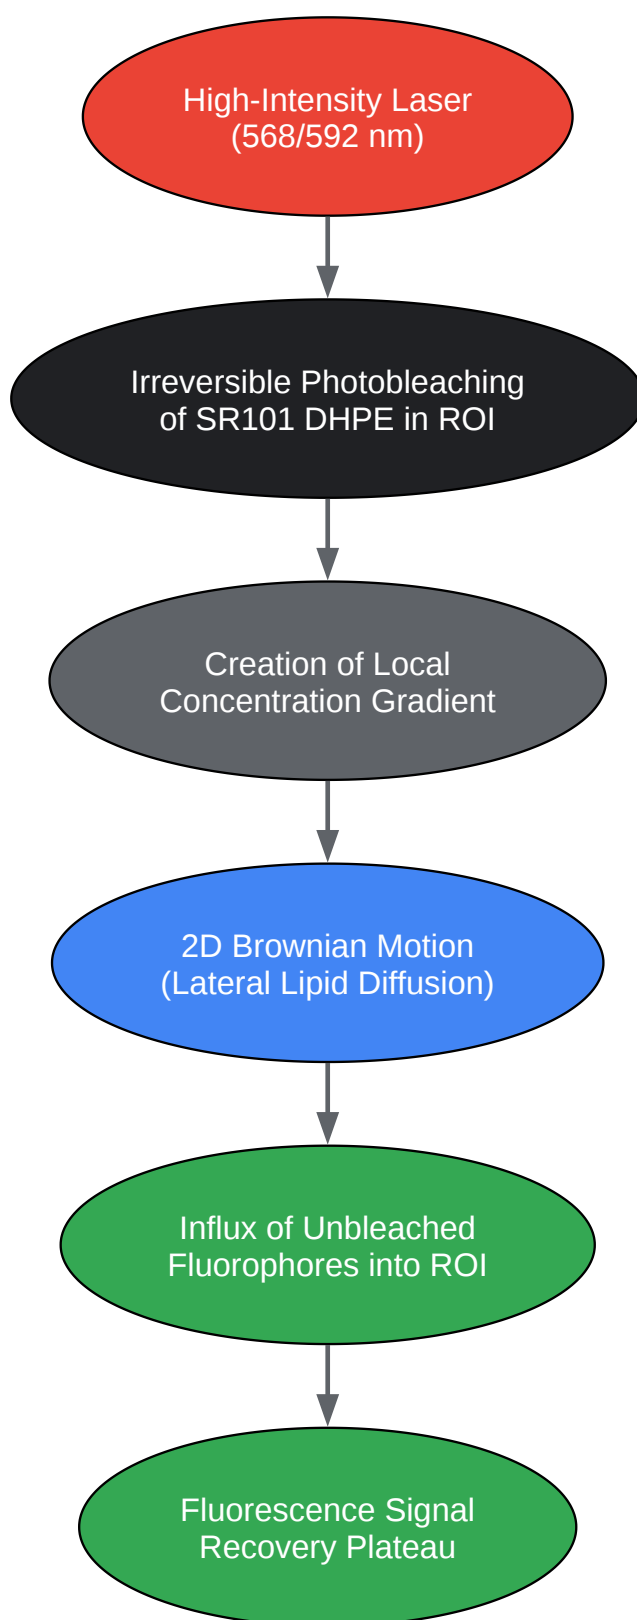 High-Intensity Laser
(568/592 nm)
Irreversible Photobleaching
of SR101 DHPE in ROI
Creation of Local
Concentration Gradient
2D Brownian Motion
(Lateral Lipid Diffusion)
Influx of Unbleached
Fluorophores into ROI
Fluorescence Signal
Recovery Plateau